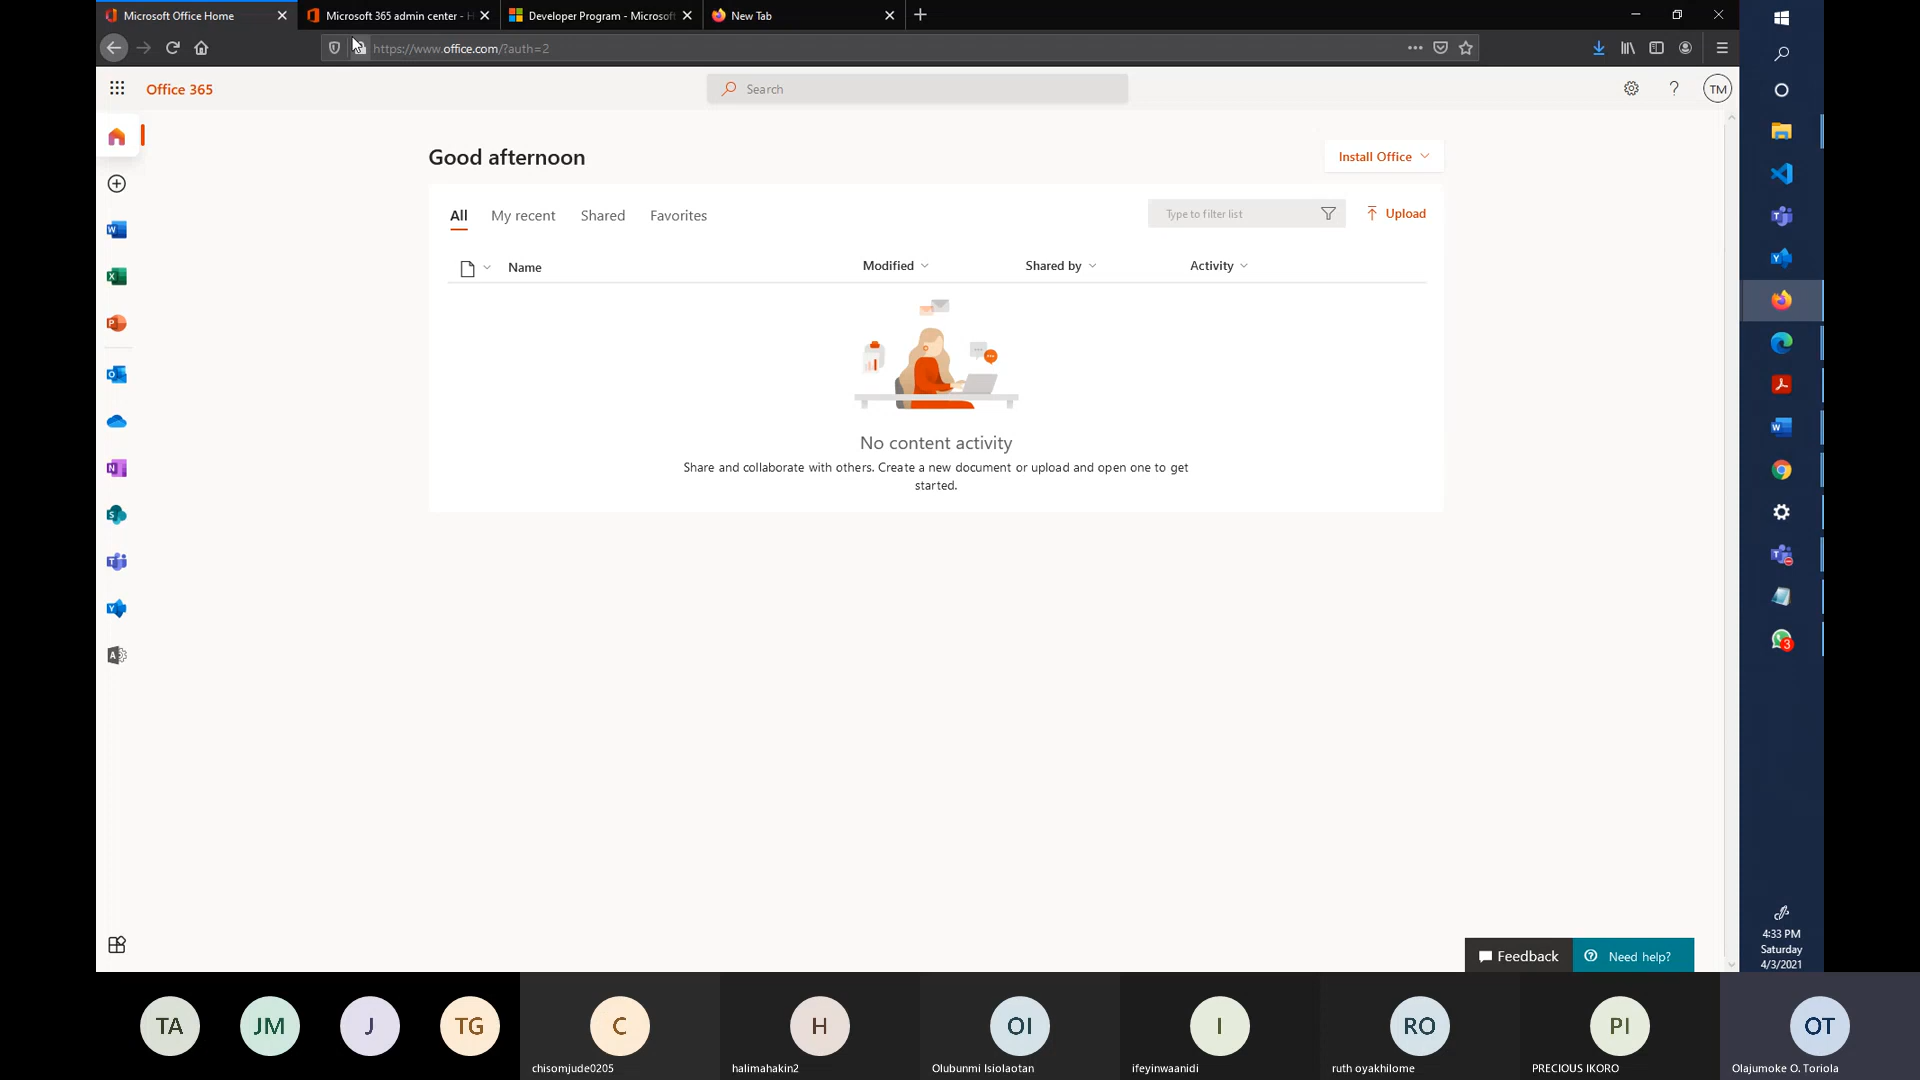 Microsoft Office Home
Microsoft 365 admin center - H
Developer Program - Microsoft
New Tab
https://www.office.com/?auth=2
Office 365
Search
TM
Good afternoon
Install Office
All
My recent
Shared
Favorites
Type to filter list
Upload
Name
Modified
Shared by
Activity
No content activity
Share and collaborate with others. Create a new document or upload and open one to get
started.
3
4:33 PM
Saturday
4/3/2021
Feedback
Need help?
TA
JM
J
TG
C
H
OI
I
RO
PI
OT
chisomjude0205
halimahakin2
Olubunmi Isiolaotan
ifeyinwaanidi
ruth oyakhilome
PRECIOUS IKORO
Olajumoke O. Toriola